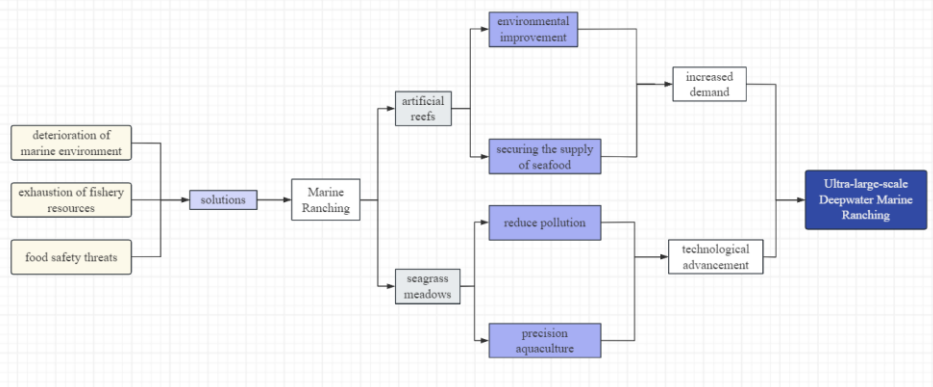 deterioration of
marine environment
exhaustion of fishery
resources
food safety threats
solutions
Marine
Ranching
artificial
reefs
seagrass
meadows
environmental
improvement
securing the supply
of seafood
reduce pollution
precision
aquaculture
increased
demand
technological
advancement
Ultra-large-scale
Deepwater Marine
Ranching